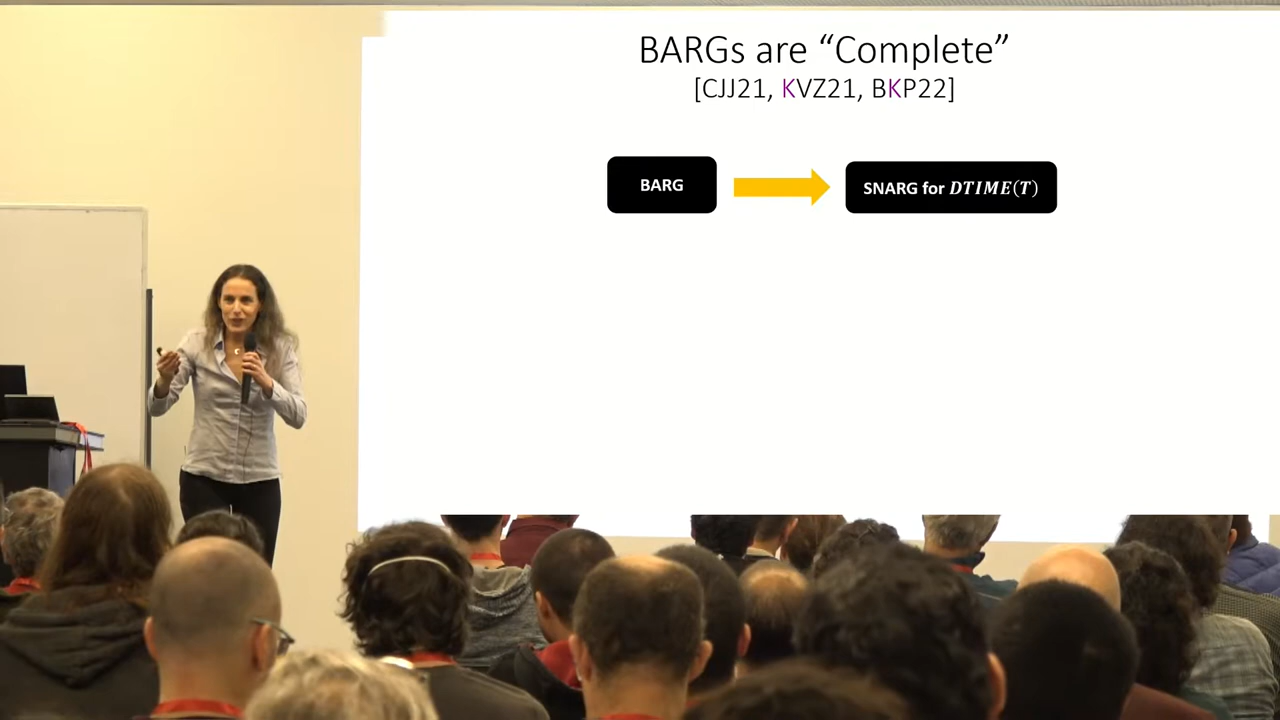 BARGs are “Complete”
[CJJ21, KVZ21, BKP22]
BARG
SNARG for DTIME(T)